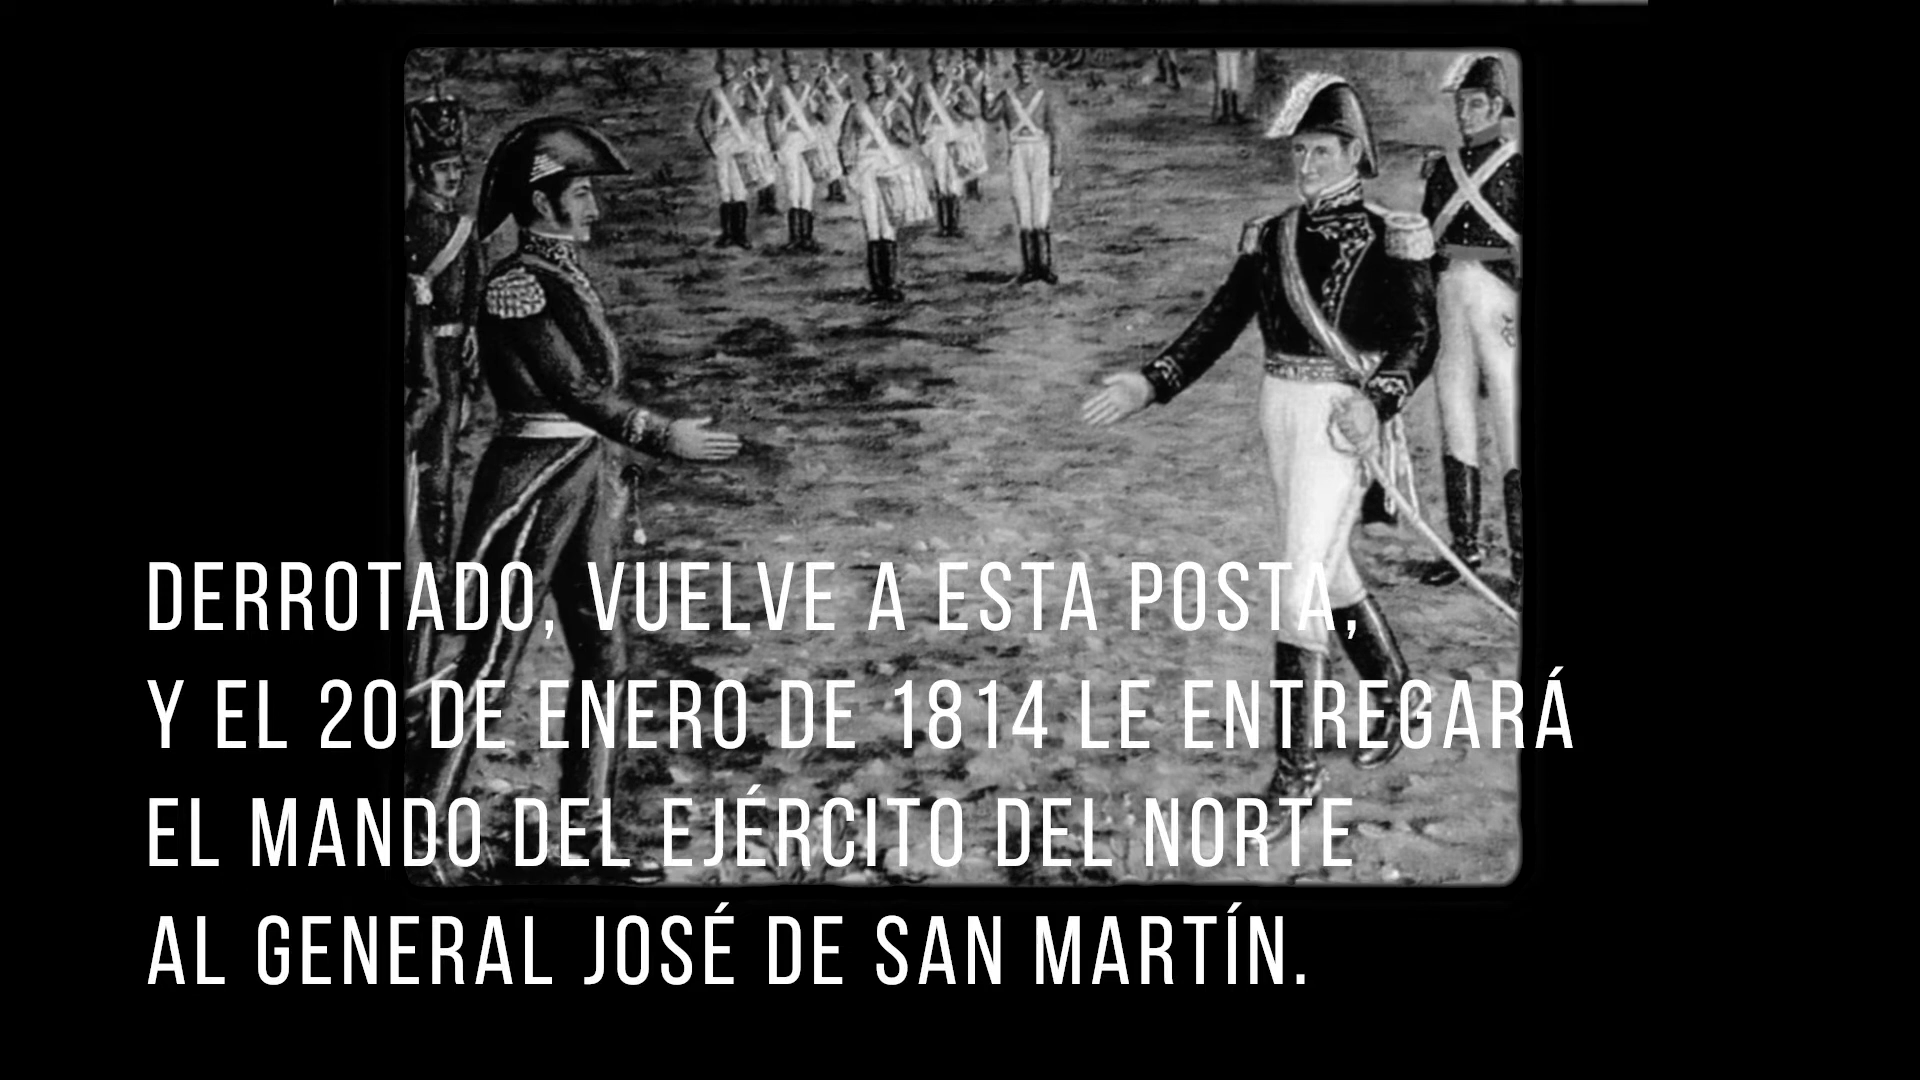 DERROTADO, VUELVE A ESTA POSTA,
Y EL 20 DE ENERO DE 1814 LE ENTREGARÁ
EL MANDO DEL EJÉRCITO DEL NORTE
AL GENERAL JOSÉ DE SAN MARTÍN.